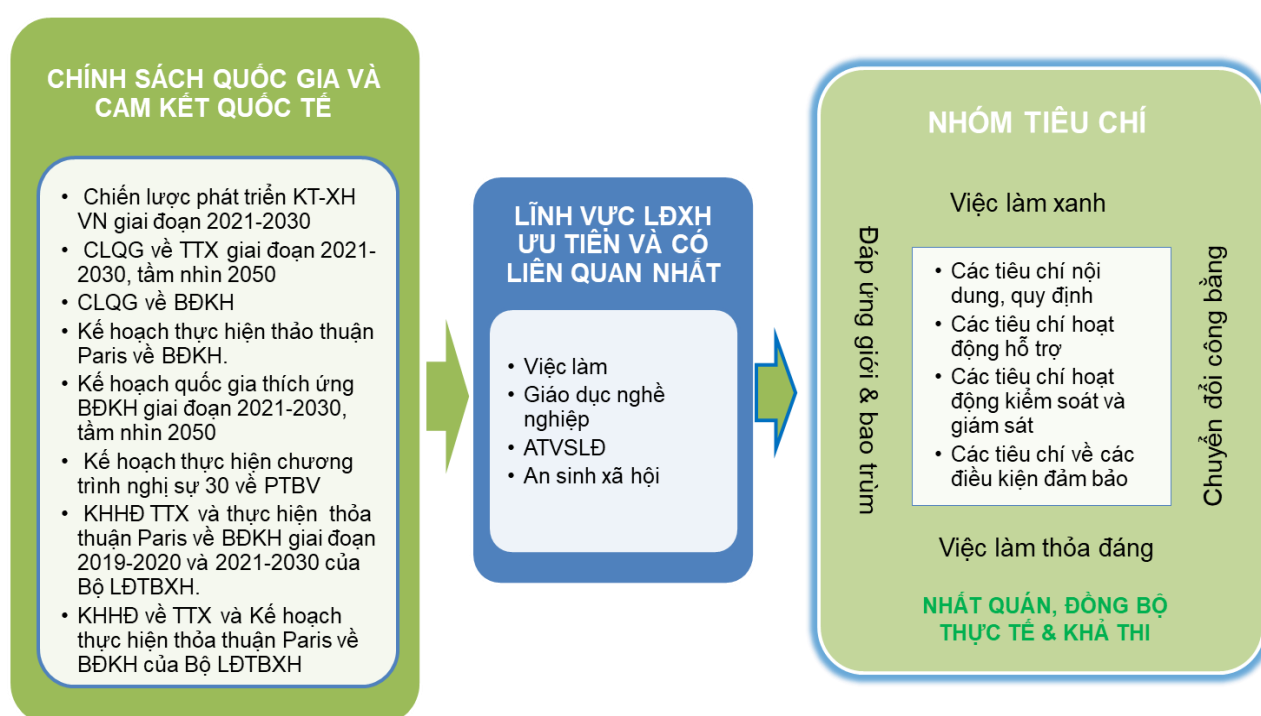 CHÍNH SÁCH QUỐC GIA VÀ
CAM KẾT QUỐC TẾ
• Chiến lược phát triển KT-XH
VN giai đoạn 2021-2030
• CLQG về TTX giai đoạn 2021-
2030, tầm nhìn 2050
• CLQG về BĐKH
• Kế hoạch thực hiện thảo thuận
Paris về BĐKH.
• Kế hoạch quốc gia thích ứng
BĐKH giai đoạn 2021-2030,
tầm nhìn 2050
• Kế hoạch thực hiện chương
trình nghị sự 30 về PTBV
• KHHĐ TTX và thực hiện thỏa
thuận Paris về BĐKH giai đoạn
2019-2020 và 2021-2030 của
Bộ LĐTBXH.
• KHHĐ về TTX và Kế hoạch
thực hiện thỏa thuận Paris về
BĐKH của Bộ LĐTBXH
LĨNH VỰC LĐXH
ƯU TIÊN VÀ CÓ
LIÊN QUAN NHẤT
• Việc làm
• Giáo dục nghề
nghiệp
• ATVSLĐ
• An sinh xã hội
NHÓM TIÊU CHÍ
Việc làm xanh
Đáp ứng giới & bao trùm
• Các tiêu chí nội
dung, quy định
• Các tiêu chí hoạt
động hỗ trợ
• Các tiêu chí hoạt
động kiểm soát và
giám sát
• Các tiêu chí về các
điều kiện đảm bảo
Chuyển đổi công bằng
Việc làm thỏa đáng
NHẤT QUÁN, ĐỒNG BỘ
THỰC TẾ & KHẢ THI